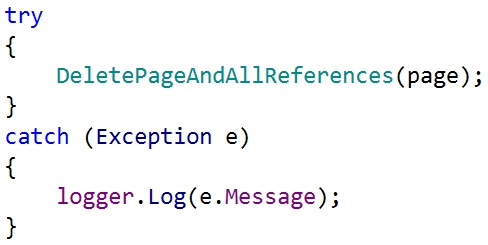 try
{
    DeletePageAndAllReferences(page);
}
catch (Exception e)
{
    logger.Log(e.Message);
}